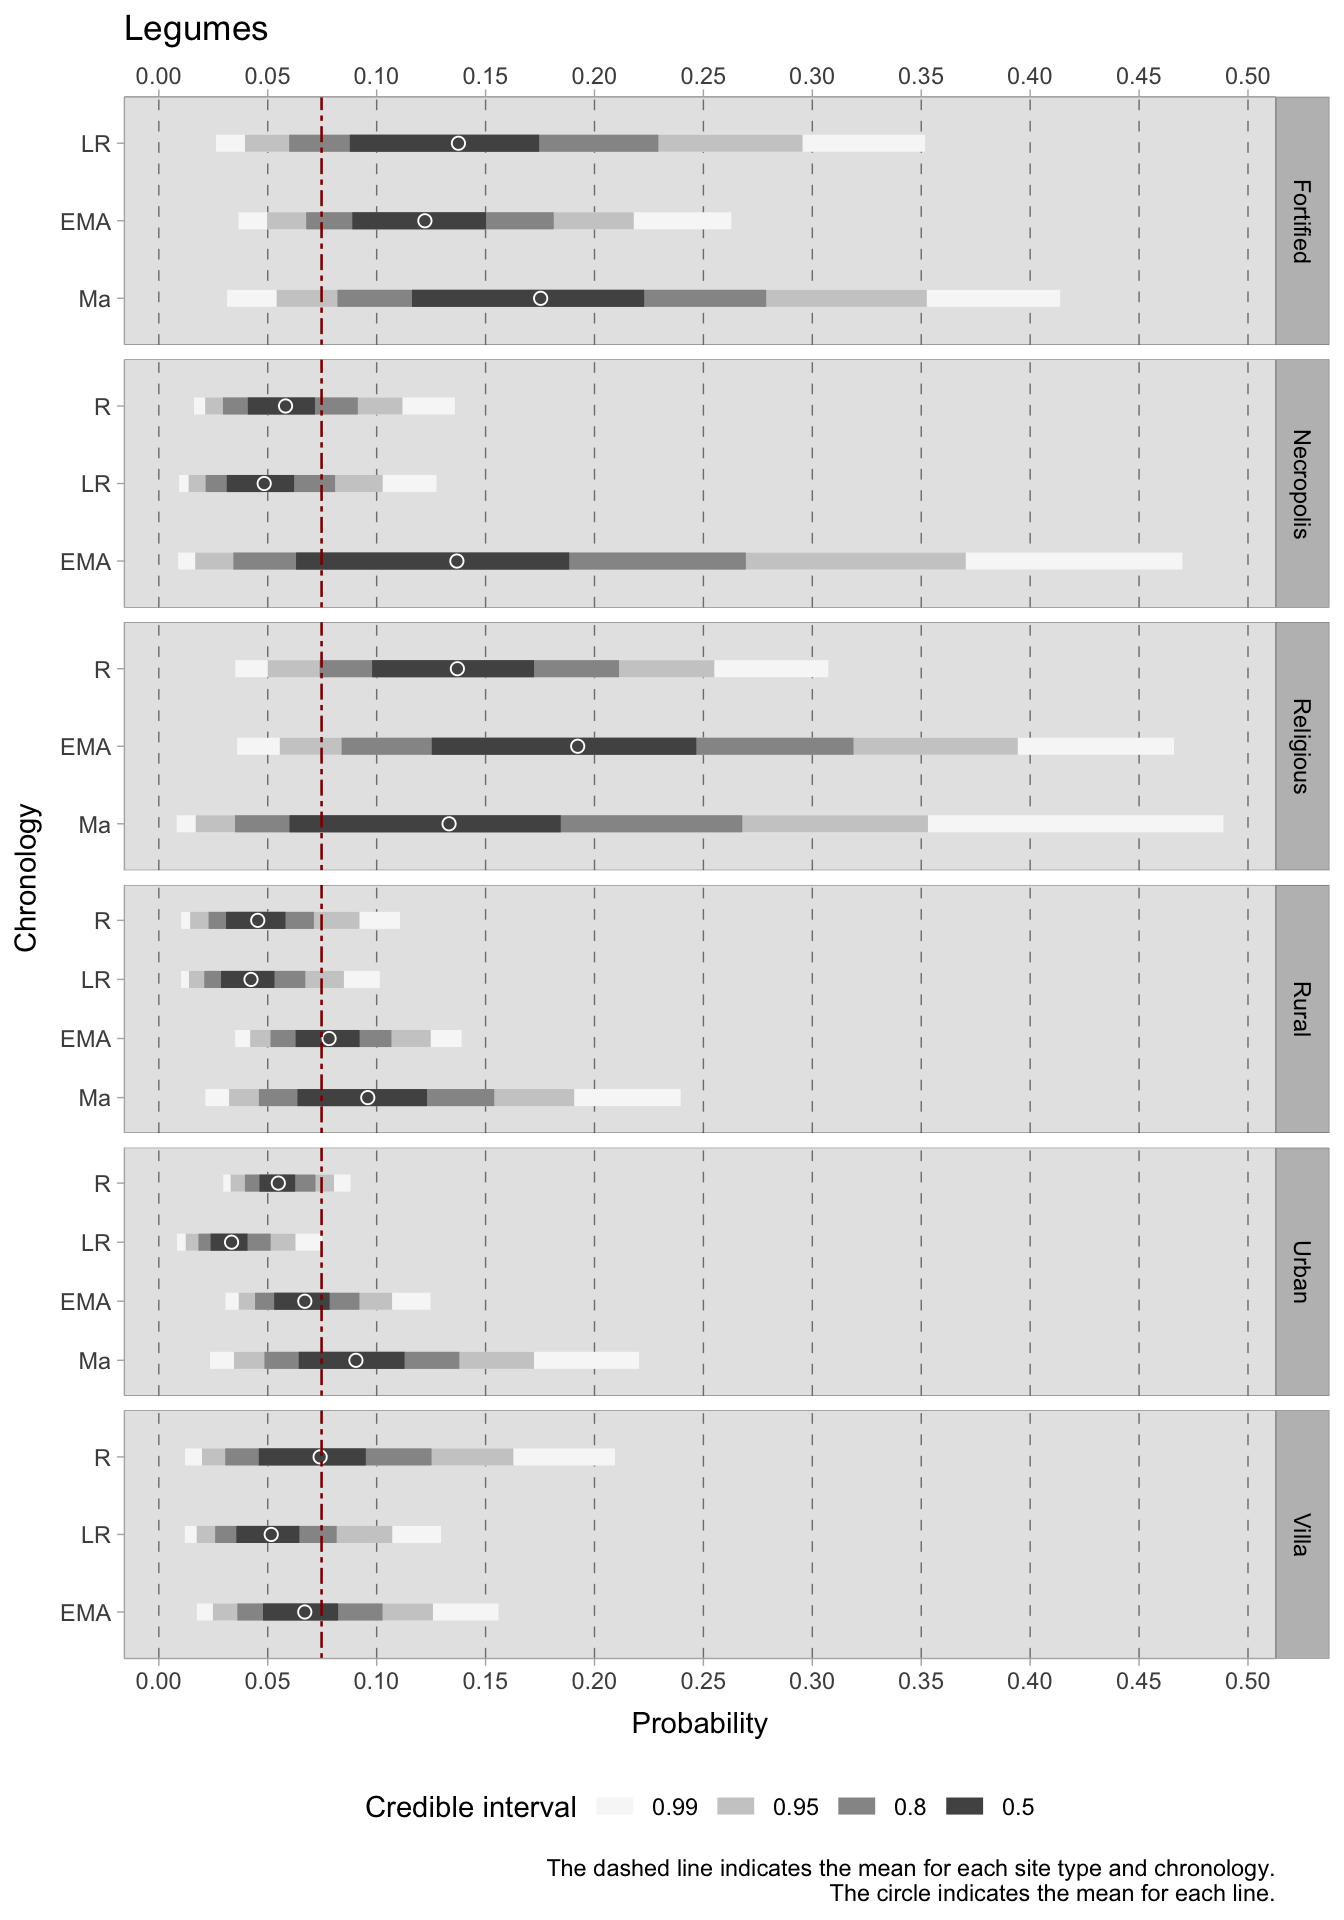 Legumes
0.00 0.05 0.10 0.15 0.20 0.25 0.30 0.35 0.40 0.45 0.50
LR
EMA
Ma
Fortified
R
LR
EMA
Necropolis
R
EMA
Ma
Religious
R
LR
EMA
Ma
Rural
R
LR
EMA
Ma
Urban
R
LR
EMA
Villa
Chronology
0.00 0.05 0.10 0.15 0.20 0.25 0.30 0.35 0.40 0.45 0.50
Probability
Credible interval 0.99 0.95 0.8 0.5
The dashed line indicates the mean for each site type and chronology.
The circle indicates the mean for each line.